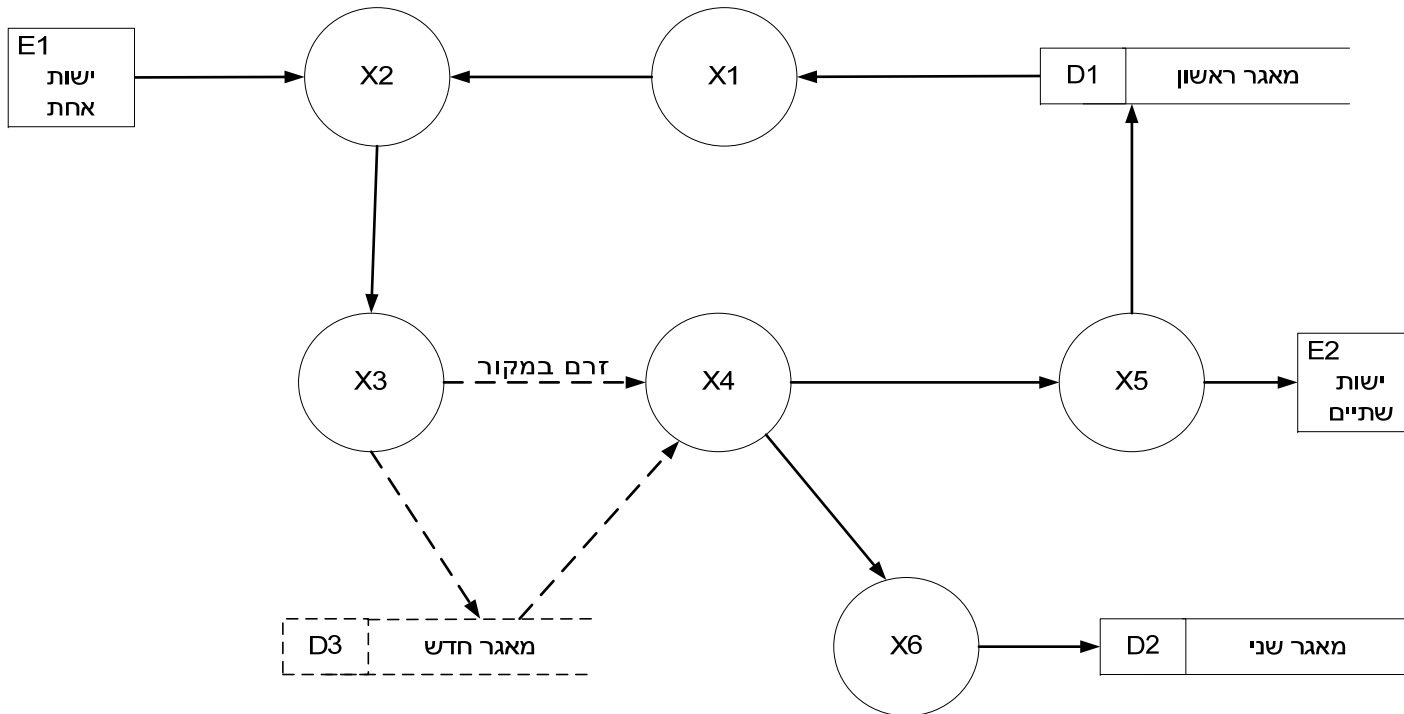 E1
ישות
אחת
X2
X1
D1
מאגר ראשון
X3
זרם במקור
X4
X5
E2
ישות
שתיים
D3
מאגר חדש
X6
D2
מאגר שני